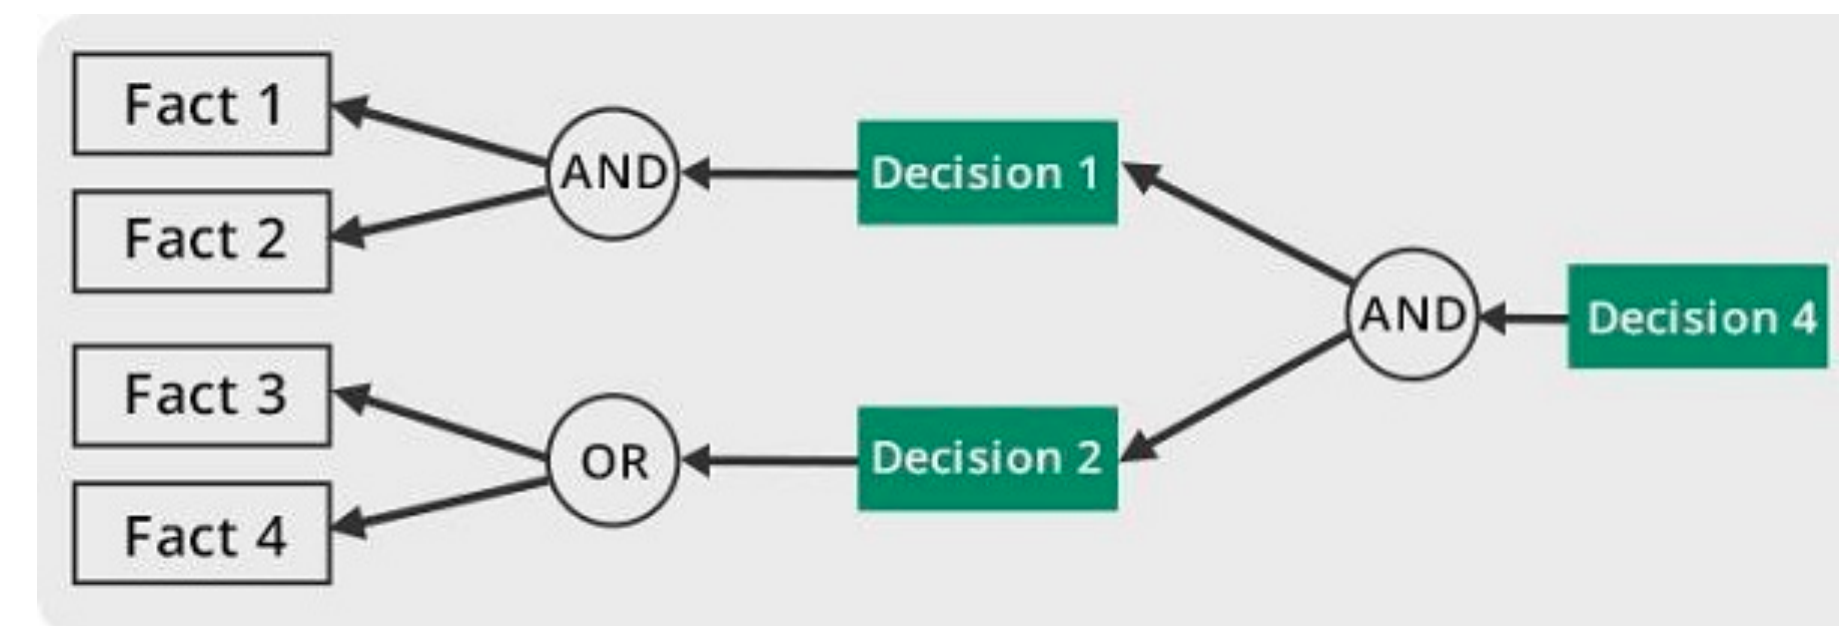 Fact 1
Fact 2
AND
Decision 1
Fact 3
Fact 4
OR
Decision 2
AND
Decision 4